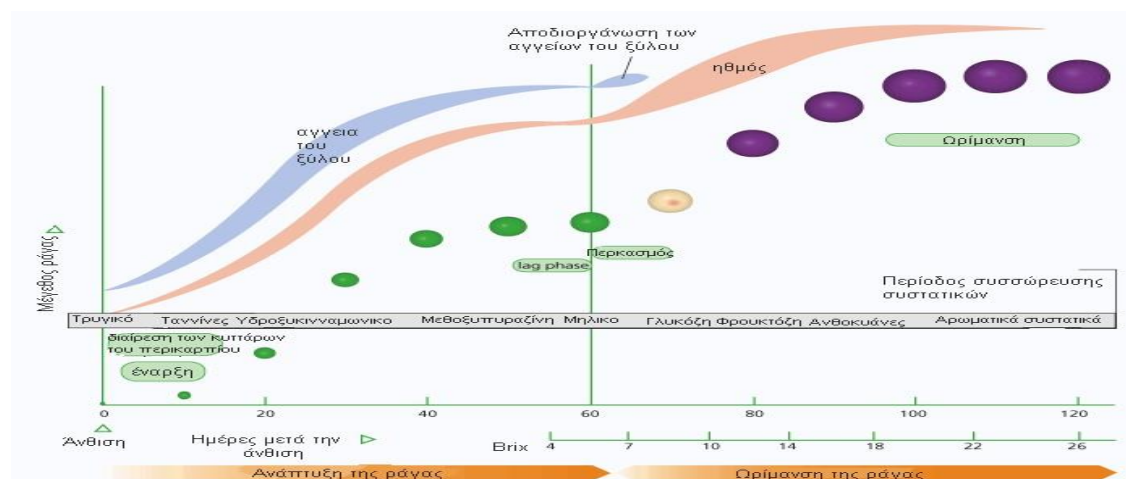 Αποδιοργάνωση των
αγγείων του ξύλου
ηθμός
αγγεια
του
ξύλου
Ωρίμανση
Μέγεθος ράγας
Περκασμός
lag phase
Περίοδος συσσώρευσης
συστατικών
Τρυγικό Ταννίνες Υδροξυκινναμωνικο Μεθοξυπυραζίνη Μηλικο Γλυκόζη Φρουκτόζη Ανθοκυάνες Αρωματικά συστατικά
διαίρεση των κυττάρων
του περικαρπίου
έναρξη
0 20 40 60 80 100 120
Άνθιση
Ημέρες μετά την
άνθιση
Brix 4 7 10 14 18 22 26
Ανάπτυξη της ράγας Ωρίμανση της ράγας